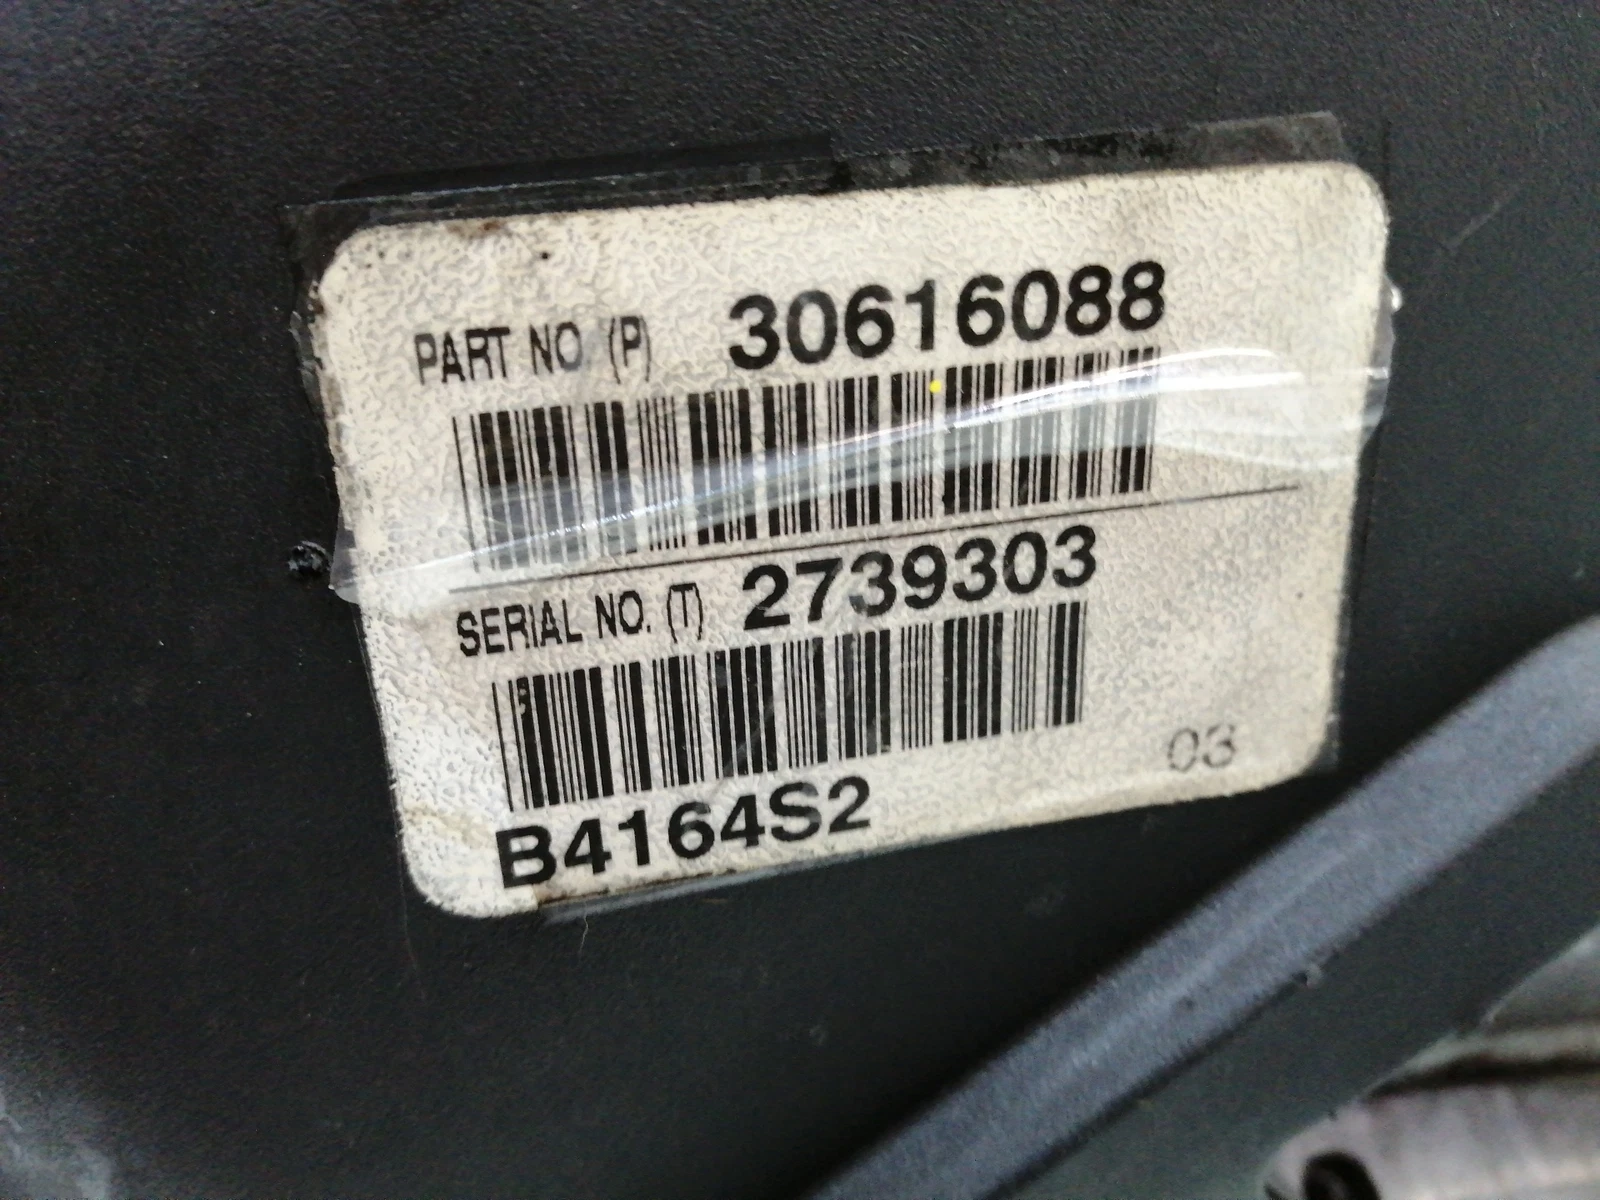 PART NO. (P) 30616088
SERIAL NO. (T) 2739303
03
B4164S2